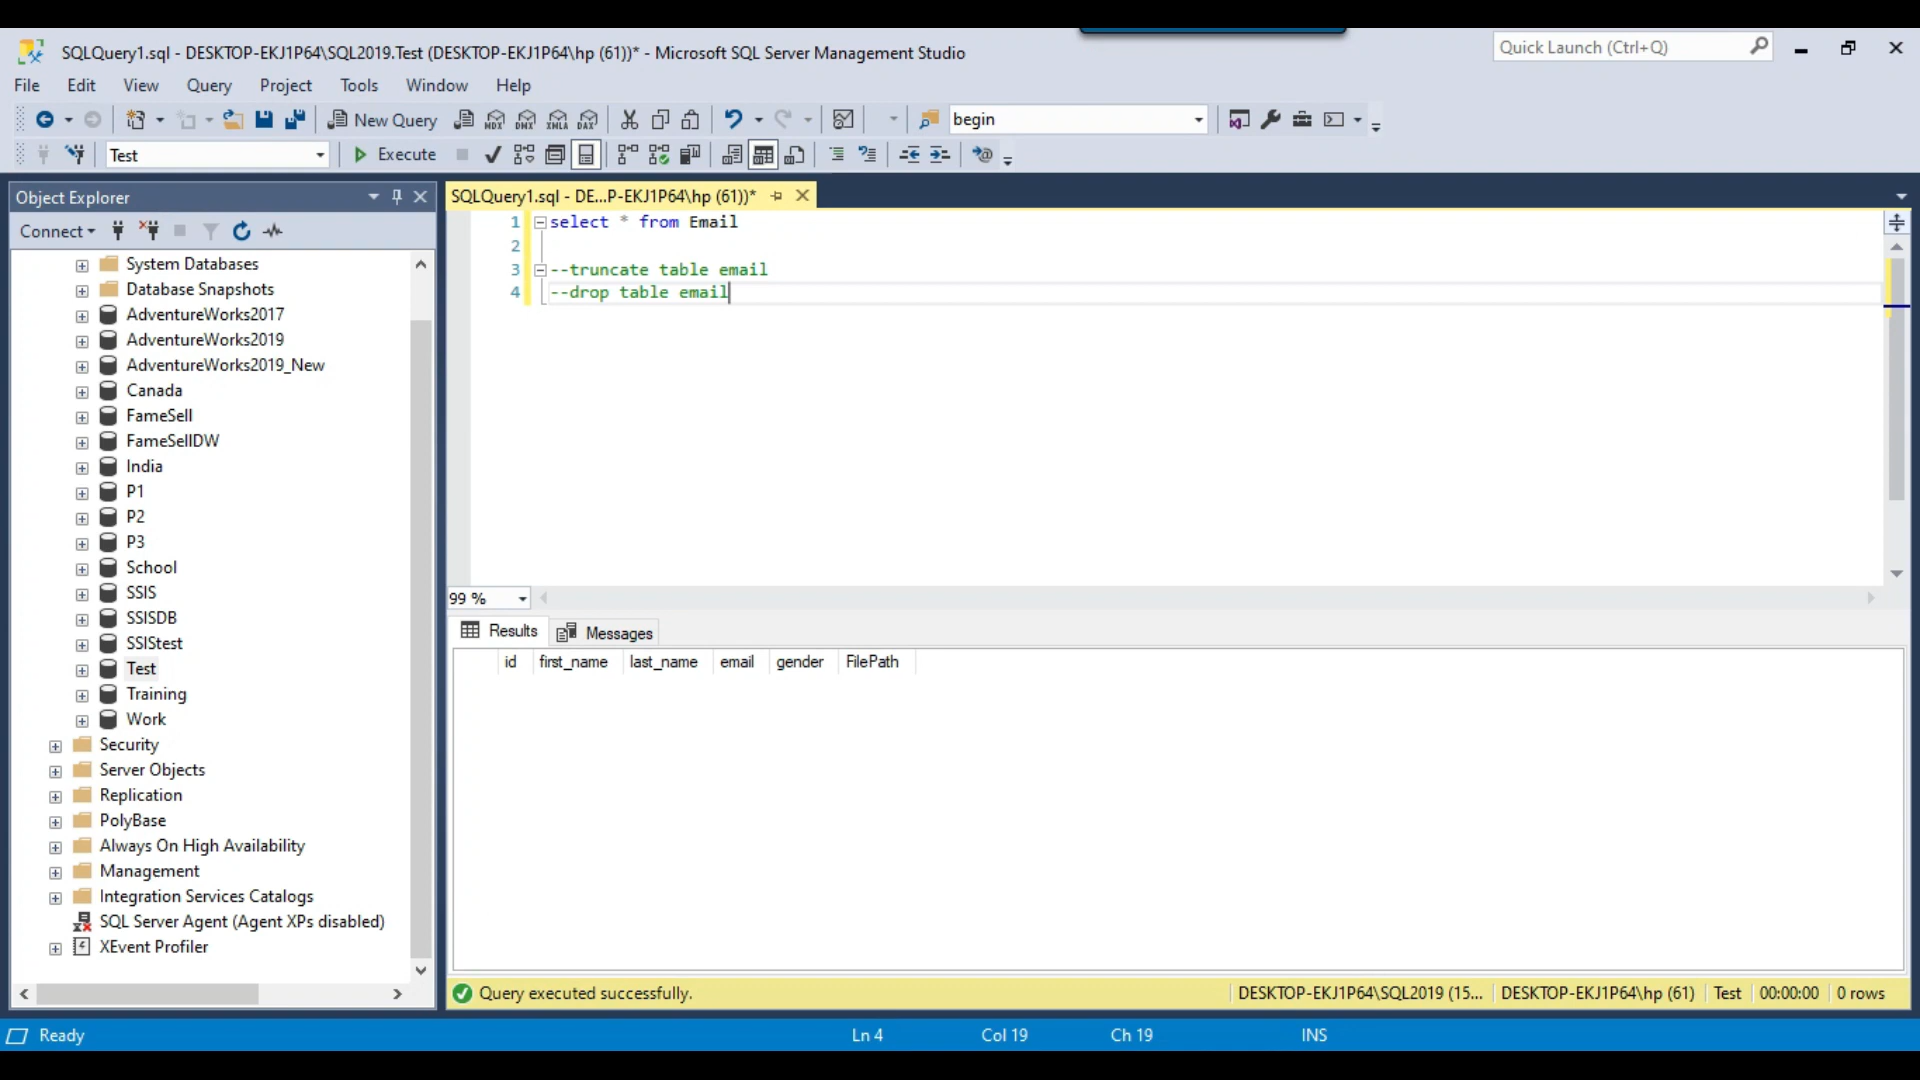 SQLQuery1.sql - DESKTOP-EKJ1P64\SQL2019.Test (DESKTOP-EKJ1P64\hp (61))* - Microsoft SQL Server Management Studio
Quick Launch (Ctrl+Q)
File Edit View Query Project Tools Window Help
New Query MDX DMX XMLA DAX begin
Test Execute
Object Explorer
SQLQuery1.sql - DE...P-EKJ1P64\hp (61))*
Connect
System Databases
Database Snapshots
AdventureWorks2017
AdventureWorks2019
AdventureWorks2019_New
Canada
FameSell
FameSellDW
India
P1
P2
P3
School
SSIS
SSISDB
SSIStest
Test
Training
Work
Security
Server Objects
Replication
PolyBase
Always On High Availability
Management
Integration Services Catalogs
SQL Server Agent (Agent XPs disabled)
XEvent Profiler
1 select * from Email
2
3 --truncate table email
4 --drop table email
99 %
Results Messages
id first_name last_name email gender FilePath
Query executed successfully. DESKTOP-EKJ1P64\SQL2019 (15... DESKTOP-EKJ1P64\hp (61) Test 00:00:00 0 rows
Ready Ln 4 Col 19 Ch 19 INS